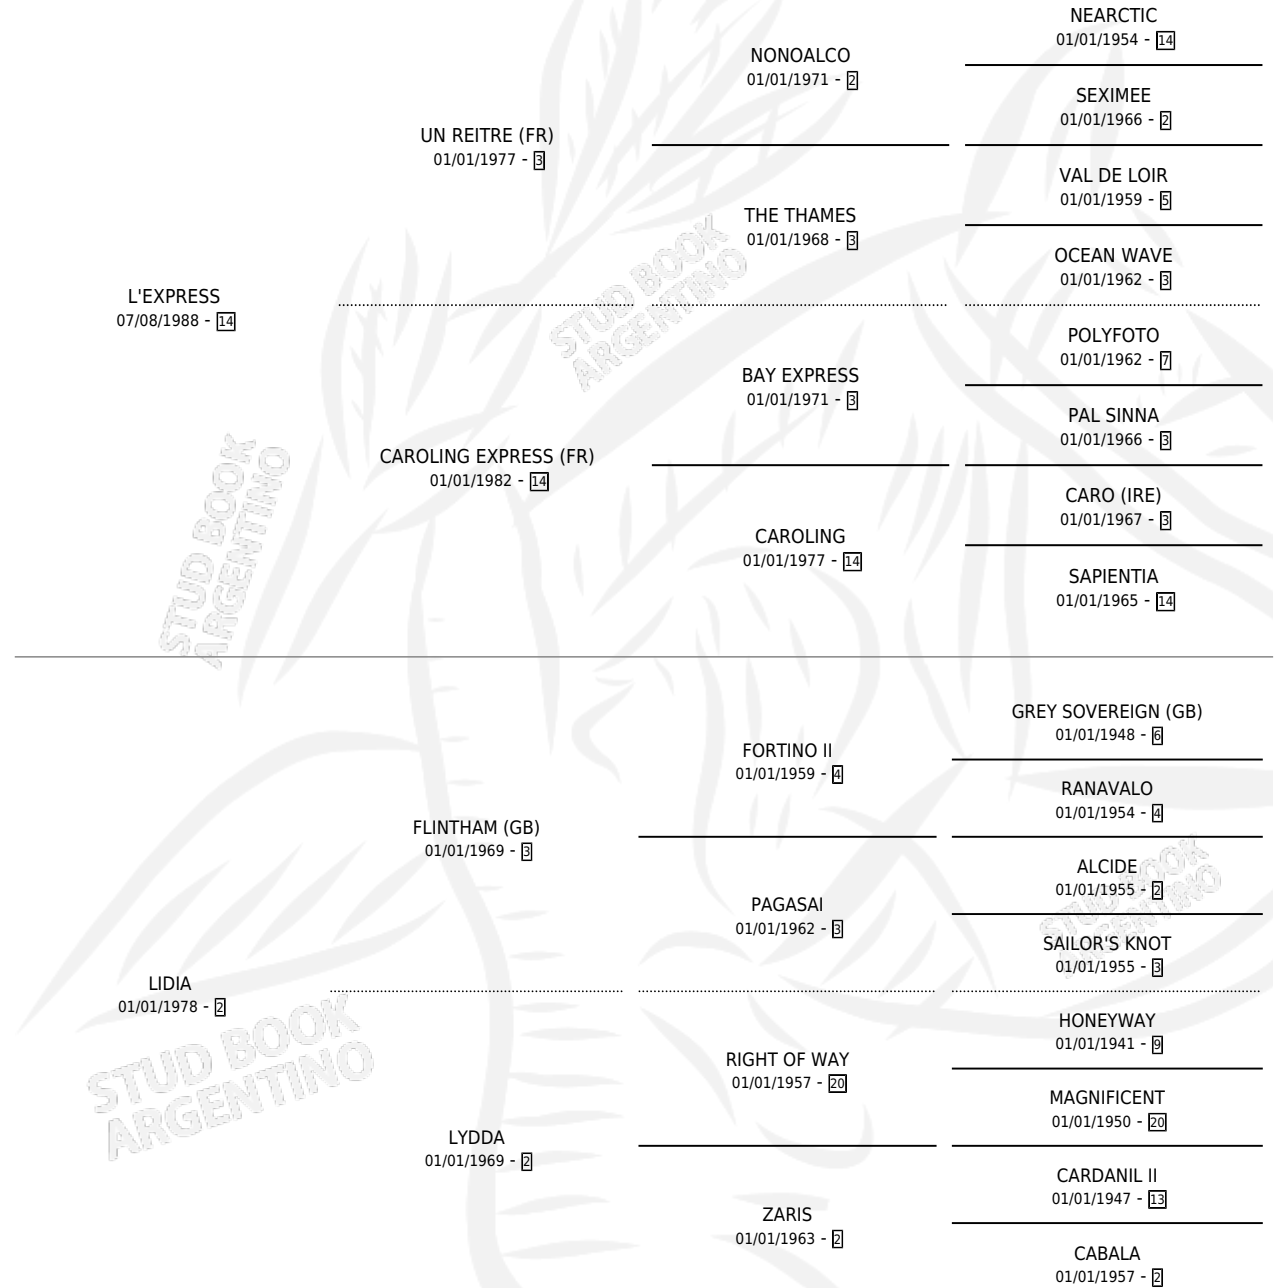 NEARCTIC
01/01/1954 - 14
NONOALCO
01/01/1971 - 2
SEXIMEE
01/01/1966 - 2
UN REITRE (FR)
01/01/1977 - 3
VAL DE LOIR
01/01/1959 - 5
THE THAMES
01/01/1968 - 3
OCEAN WAVE
01/01/1962 - 3
L'EXPRESS
07/08/1988 - 14
POLYFOTO
01/01/1962 - 7
BAY EXPRESS
01/01/1971 - 3
PAL SINNA
01/01/1966 - 3
CAROLING EXPRESS (FR)
01/01/1982 - 14
CARO (IRE)
01/01/1967 - 3
CAROLING
01/01/1977 - 14
SAPIENTIA
01/01/1965 - 14
GREY SOVEREIGN (GB)
01/01/1948 - 6
FORTINO II
01/01/1959 - 4
RANAVALO
01/01/1954 - 4
FLINTHAM (GB)
01/01/1969 - 3
ALCIDE
01/01/1955 - 2
PAGASAI
01/01/1962 - 3
SAILOR'S KNOT
01/01/1955 - 3
LIDIA
01/01/1978 - 2
HONEYWAY
01/01/1941 - 9
RIGHT OF WAY
01/01/1957 - 20
MAGNIFICENT
01/01/1950 - 20
LYDDA
01/01/1969 - 2
CARDANIL II
01/01/1947 - 13
ZARIS
01/01/1963 - 2
CABALA
01/01/1957 - 2
STUD BOOK
ARGENTINO
STUD BOOK
ARGENTINO
STUD BOOK
ARGENTINO
STUD BOOK
ARGENTINO